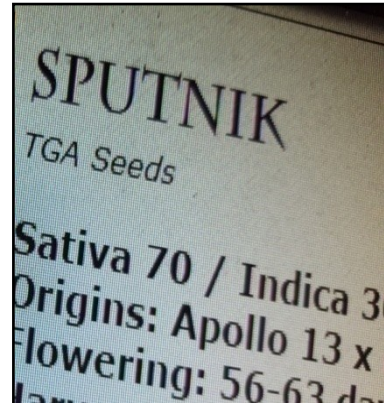 SPUTNIK
TGA Seeds
Sativa 70 / Indica
Origins: Apollo 13 x
Flowering: 56-63